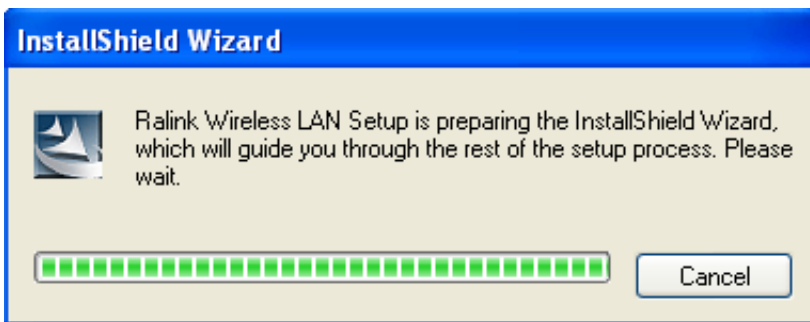 InstallShield Wizard
Ralink Wireless LAN Setup is preparing the InstallShield Wizard,
which will guide you through the rest of the setup process. Please
wait.
Cancel